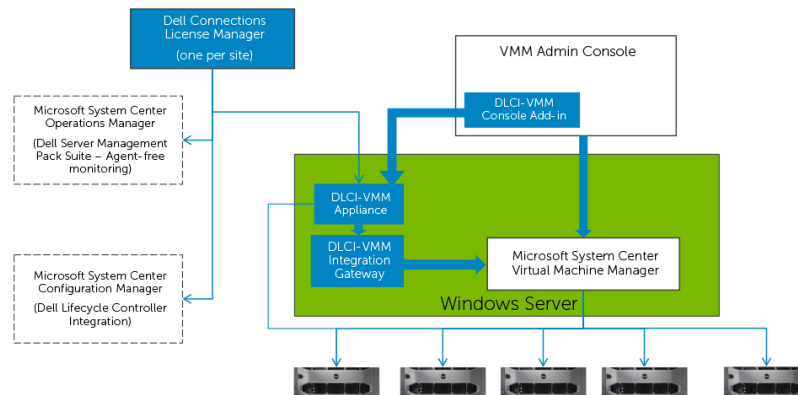 Dell Connections
License Manager
(one per site)
VMM Admin Console
DLCI-VMM
Console Add-in
Microsoft System Center
Operations Manager
(Dell Server Management
Pack Suite – Agent-free
monitoring)
DLCI-VMM
Appliance
DLCI-VMM
Integration
Gateway
Microsoft System Center
Virtual Machine Manager
Microsoft System Center
Configuration Manager
(Dell Lifecycle Controller
Integration)
Windows Server